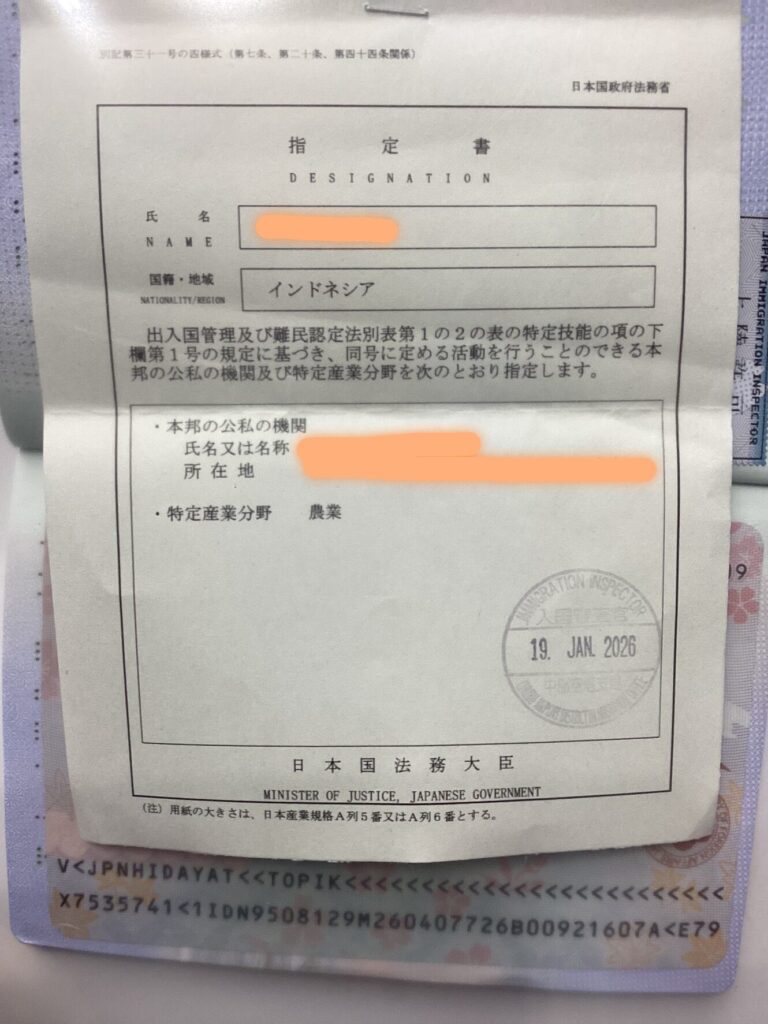 別記第三十一号の四様式（第七条、第二十条、第四十四条関係）
日本国政府法務省
指定書
DESIGNATION
氏名
NAME
国籍・地域
NATIONALITY/REGION
インドネシア
出入国管理及び難民認定法別表第１の２の表の特定技能の項の下
欄第１号の規定に基づき、同号に定める活動を行うことのできる本
邦の公私の機関及び特定産業分野を次のとおり指定します。
・本邦の公私の機関
氏名又は名称
所在地
・特定産業分野　農業
IMMIGRATION INSPECTOR
入国審査官
19. JAN. 2026
日本国法務大臣
MINISTER OF JUSTICE, JAPANESE GOVERNMENT
（注）用紙の大きさは、日本産業規格Ａ列５番又はＡ列６番とする。
JAPAN IMMIGRATION INSPECTOR
V<JPNHIDAYAT<<TOPIK<<<<<<<<<<<<<<<<<<<<<<<<<
X7535741<1IDN9508129M260407726B00921607A<E79